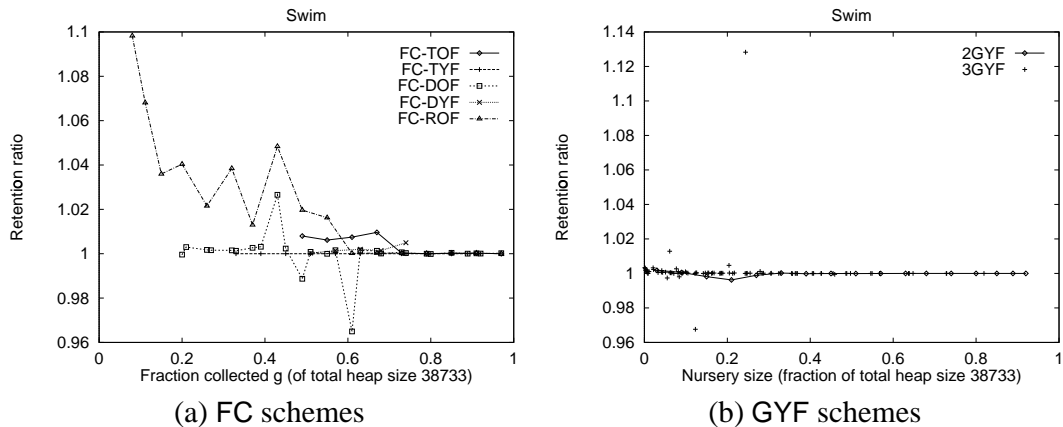 Swim
1.1
1.08
1.06
1.04
1.02
1
0.98
0.96
Retention ratio
FC-TOF
FC-TYF
FC-DOF
FC-DYF
FC-ROF
0 0.2 0.4 0.6 0.8 1
Fraction collected g (of total heap size 38733)
(a) FC schemes
Swim
1.14
1.12
1.1
1.08
1.06
1.04
1.02
1
0.98
0.96
Retention ratio
2GYF
3GYF
0 0.2 0.4 0.6 0.8 1
Nursery size (fraction of total heap size 38733)
(b) GYF schemes